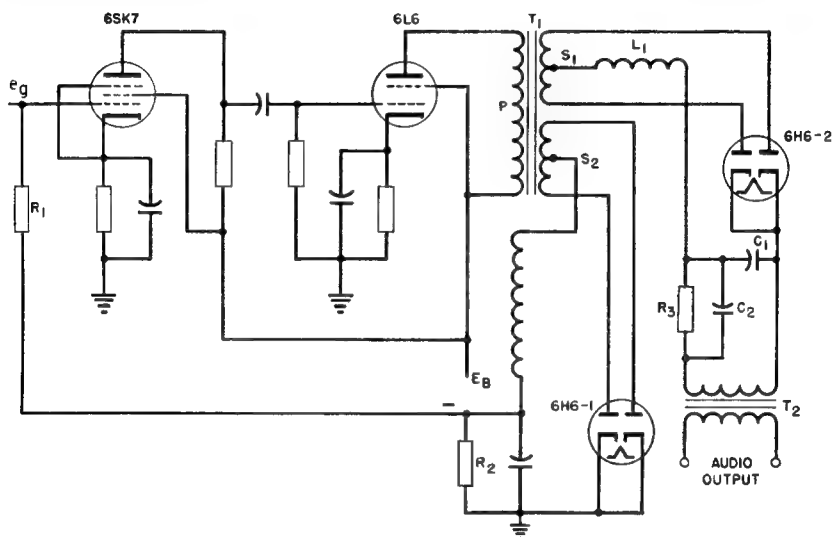 6SK7
6L6
T1
eg
S1
L1
P
6H6-2
S2
R1
C1
R3
C2
EB
−
6H6-1
T2
R2
AUDIO
OUTPUT